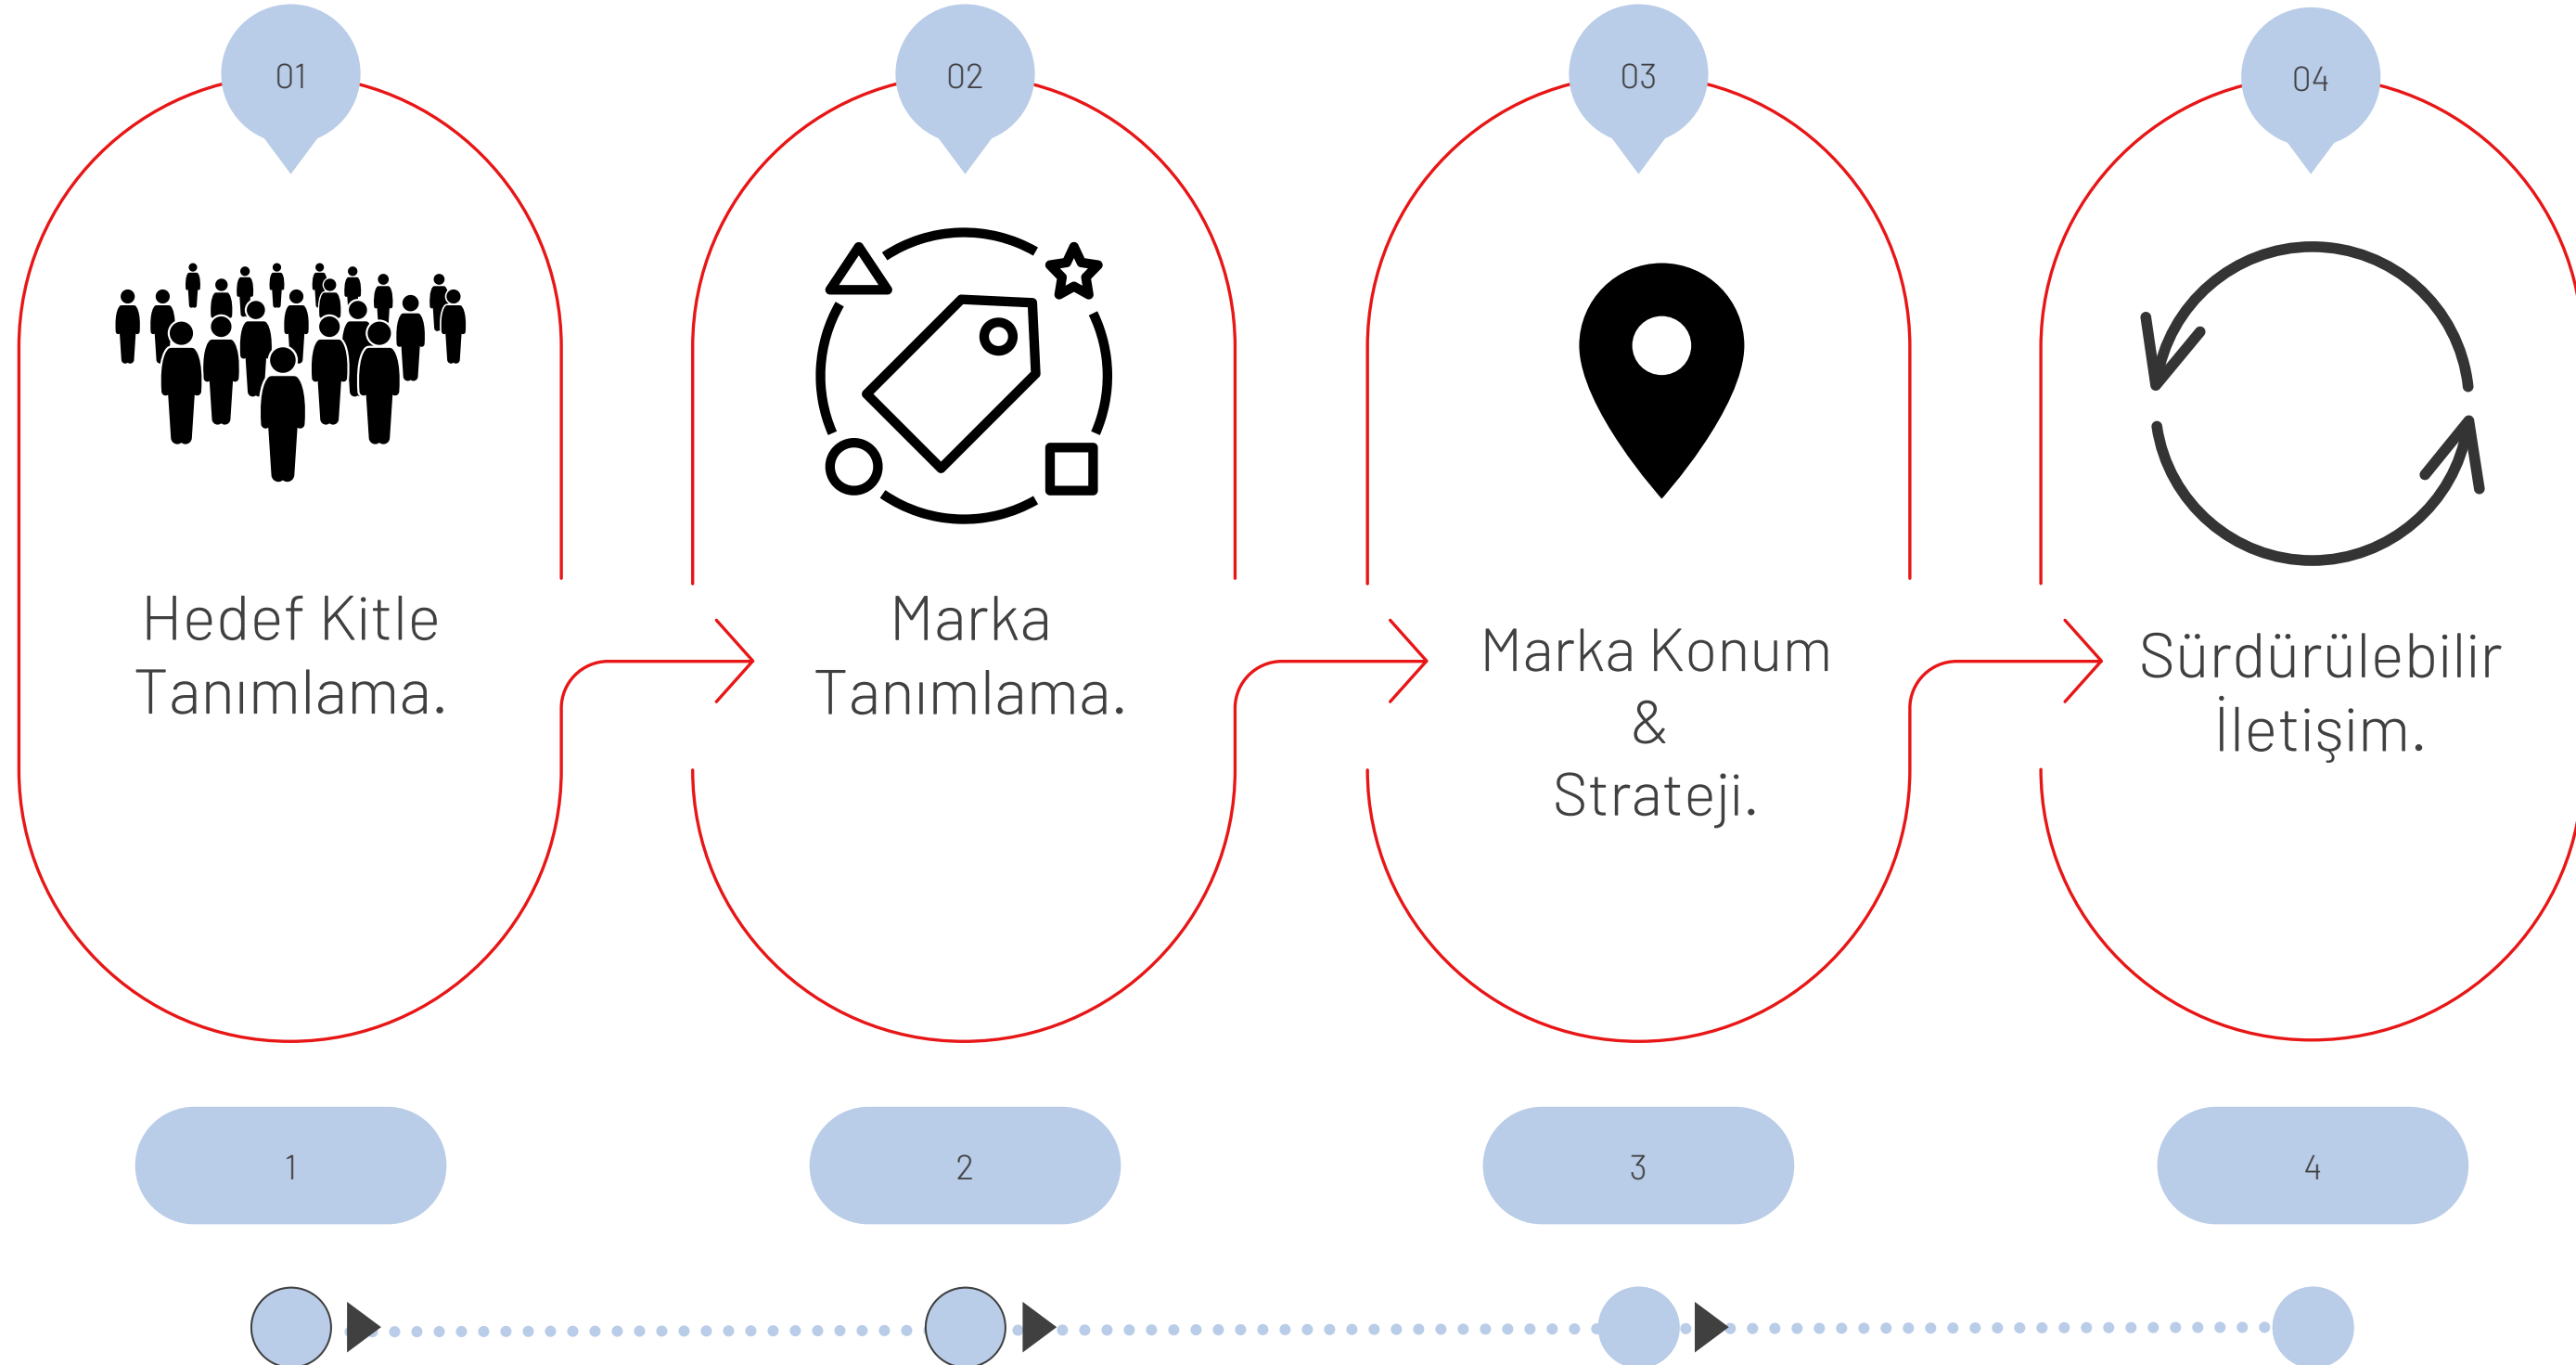 01
02
03
04
Hedef Kitle
Tanımlama.
Marka
Tanımlama.
Marka Konum
&
Strateji.
Sürdürülebilir
İletişim.
1
2
3
4